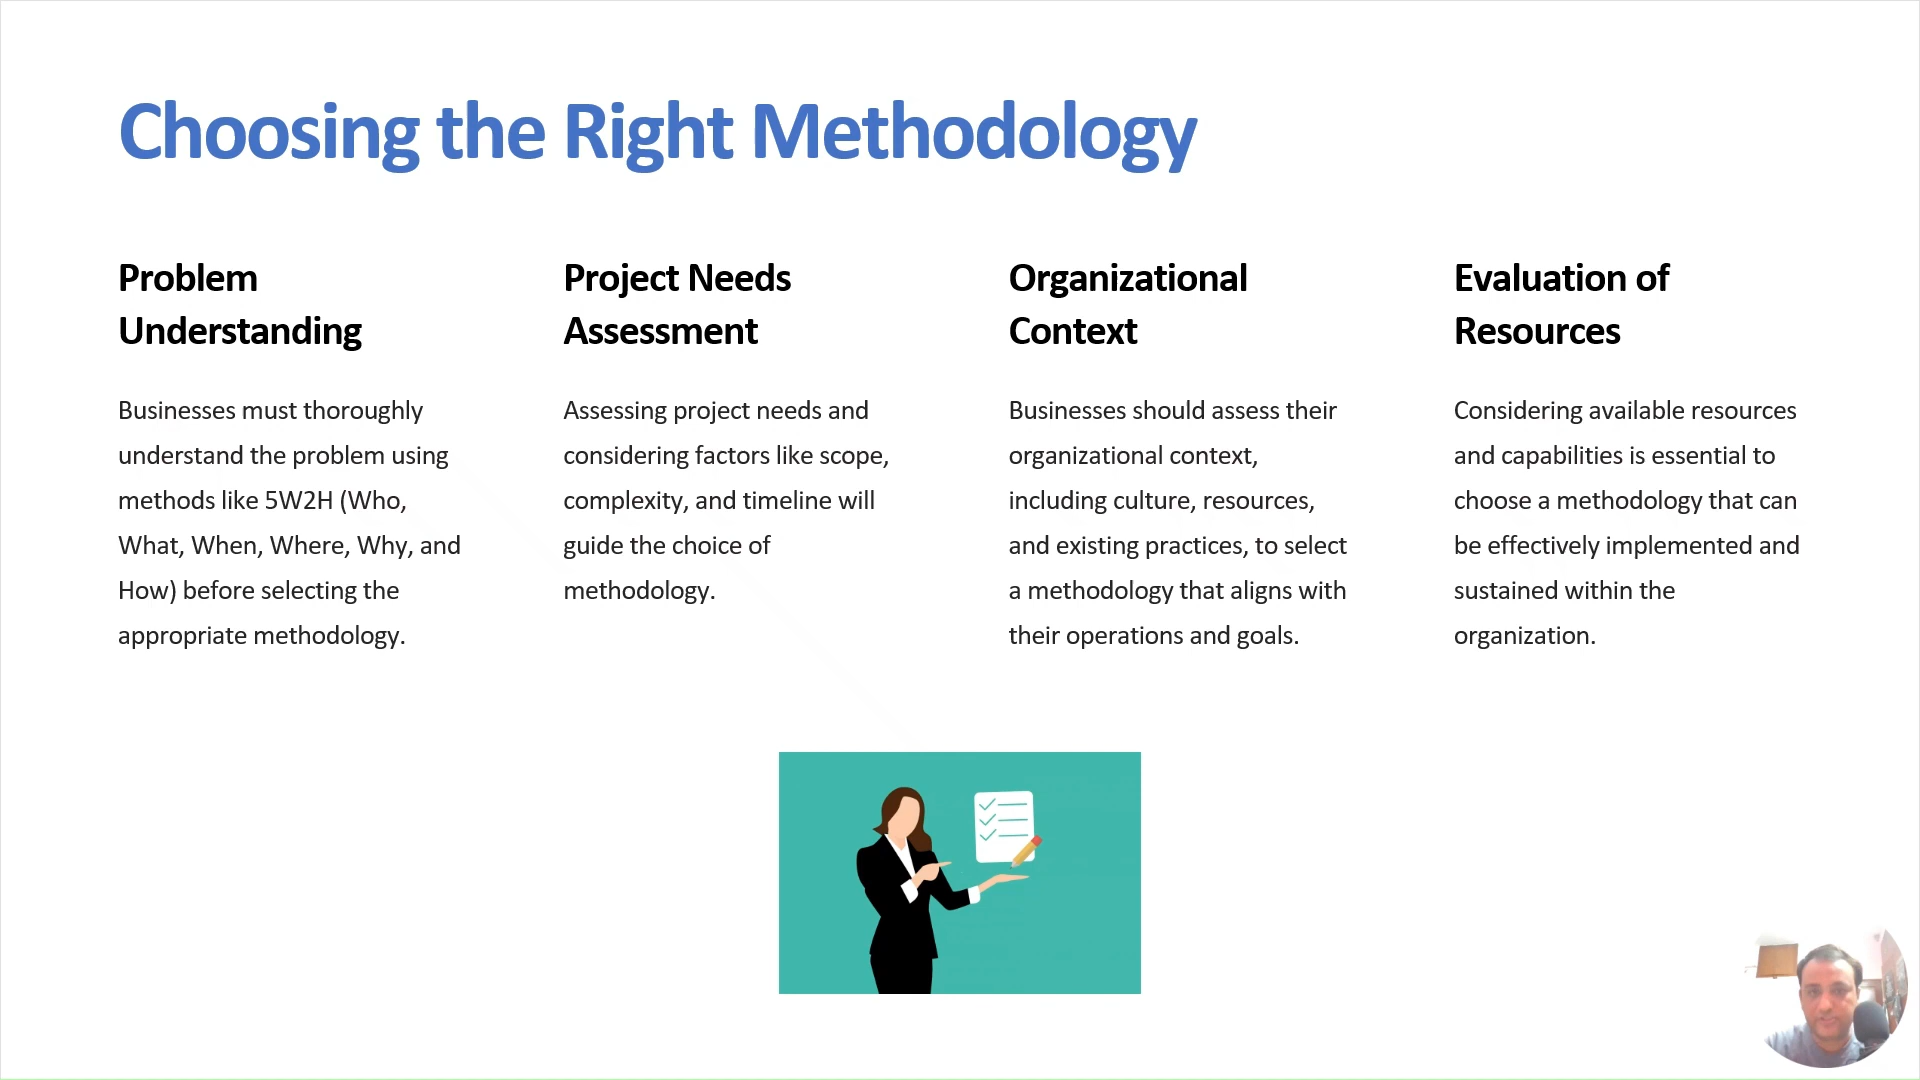 Choosing the Right Methodology
Problem
Understanding
Businesses must thoroughly
understand the problem using
methods like 5W2H (Who,
What, When, Where, Why, and
How) before selecting the
appropriate methodology.
Project Needs
Assessment
Assessing project needs and
considering factors like scope,
complexity, and timeline will
guide the choice of
methodology.
Organizational
Context
Businesses should assess their
organizational context,
including culture, resources,
and existing practices, to select
a methodology that aligns with
their operations and goals.
Evaluation of
Resources
Considering available resources
and capabilities is essential to
choose a methodology that can
be effectively implemented and
sustained within the
organization.